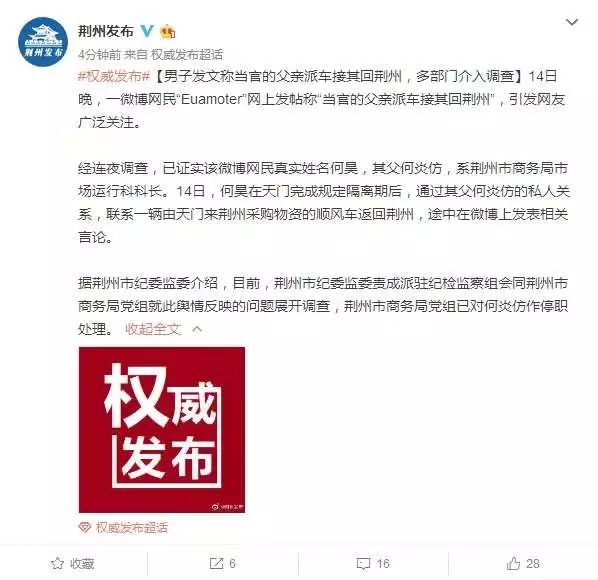 荆州发布
4分钟前 来自 权威发布超话
#权威发布#【男子发文称当官的父亲派车接其回荆州，多部门介入调查】14日
晚，一微博网民“Euamoter”网上发帖称“当官的父亲派车接其回荆州”，引发网友
广泛关注。
经连夜调查，已证实该微博网民真实姓名何昊，其父何炎仿，系荆州市商务局市
场运行科科长。14日，何昊在天门完成规定隔离期后，通过其父何炎仿的私人关
系，联系一辆由天门来荆州采购物资的顺风车返回荆州，途中在微博上发表相关
言论。
据荆州市纪委监委介绍，目前，荆州市纪委监委责成派驻纪检监察组会同荆州市
商务局党组就此舆情反映的问题展开调查，荆州市商务局党组已对何炎仿作停职
处理。 收起全文
权威
发布
权威发布超话
收藏 6 16 28
荆州发布